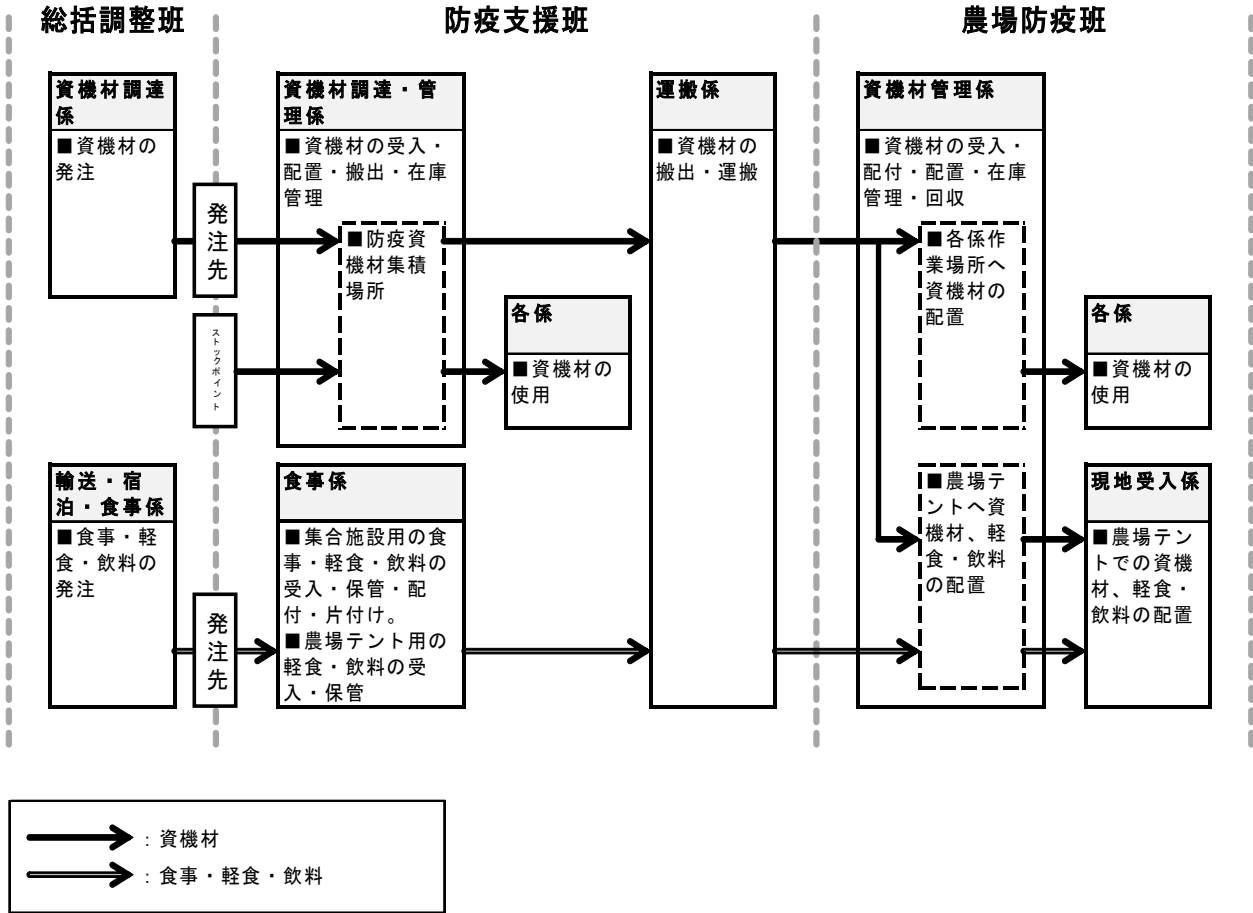 総括調整班
防疫支援班
農場防疫班
資機材調達
係
■資機材の
発注
発注先
ストックポイント
資機材調達・管
理係
■資機材の受入・
配置・搬出・在庫
管理
■防疫資
機材集積
場所
各係
■資機材の
使用
運搬係
■資機材の
搬出・運搬
資機材管理係
■資機材の受入・
配付・配置・在庫
管理・回収
■各係作
業場所へ
資機材の
配置
各係
■資機材の
使用
輸送・宿
泊・食事係
■食事・軽
食・飲料の
発注
発注先
食事係
■集合施設用の食
事・軽食・飲料の
受入・保管・配
付・片付け。
■農場テント用の
軽食・飲料の受
入・保管
■農場テ
ントへ資
機材、軽
食・飲料
の配置
現地受入係
■農場テン
トでの資機
材、軽食・
飲料の配置
：資機材
：食事・軽食・飲料